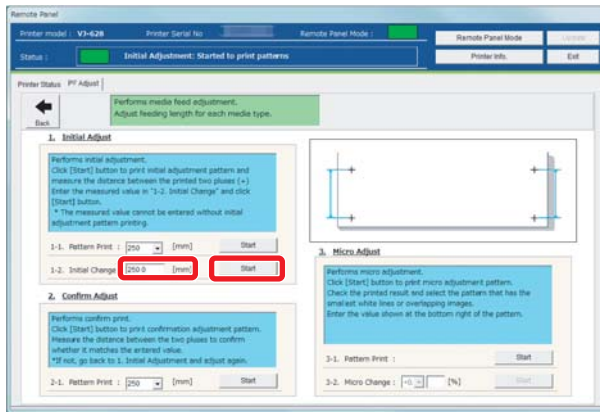 Remote Panel
Printer model : VJ-628
Printer Serial No
Remote Panel Mode :
Remote Panel Mode
Update
Status :
Initial Adjustment: Started to print patterns
Printer Info.
Exit
Printer Status
PF Adjust
Back
Performs media feed adjustment.
Adjust feeding length for each media type.
1. Initial Adjust
Performs initial adjustment.
Click [Start] button to print initial adjustment pattern and
measure the distance between the printed two pluses (+)
Enter the measured value in "1-2. Initial Change" and click
[Start] button.
* The measured value cannot be entered without initial
adjustment pattern printing.
1-1. Pattern Print : 250 [mm] Start
1-2. Initial Change 250.0 [mm] Start
2. Confirm Adjust
Performs confirm print.
Click [Start] button to print confirmation adjustment pattern.
Measure the distance between the two pluses to confirm
whether it matches the entered value.
*If not, go back to 1. Initial Adjustment and adjust again.
2-1. Pattern Print : 250 [mm] Start
3. Micro Adjust
Performs micro adjustment.
Click [Start] button to print micro adjustment pattern.
Check the printed result and select the pattern that has the
smallest white lines or overlapping images.
Enter the value shown at the bottom right of the pattern.
3-1. Pattern Print : Start
3-2. Micro Change : +0. [%] Start